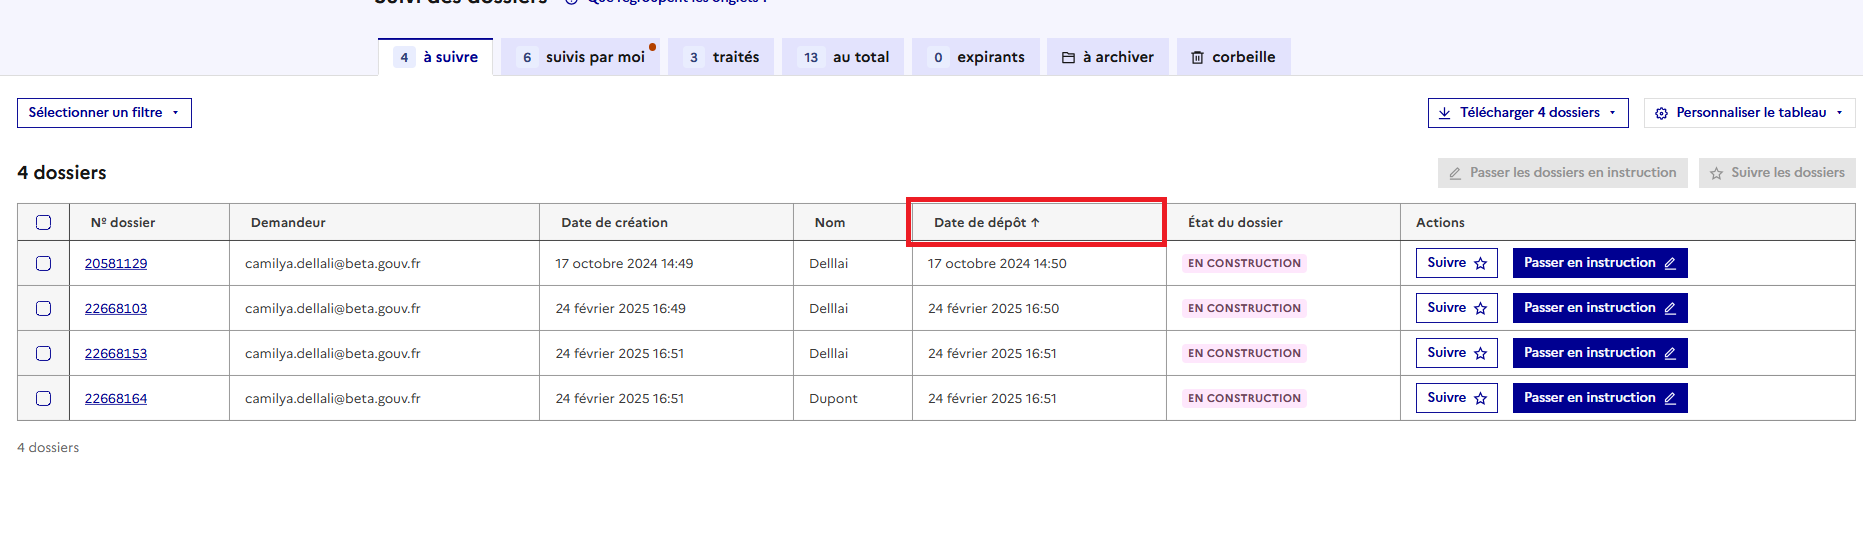 Suivi des dossiers Que regroupent les onglets ?
4 à suivre 6 suivis par moi 3 traités 13 au total 0 expirants à archiver corbeille
Sélectionner un filtre Télécharger 4 dossiers Personnaliser le tableau
4 dossiers Passer les dossiers en instruction Suivre les dossiers
Nº dossier Demandeur Date de création Nom Date de dépôt ↑ État du dossier Actions
20581129 camilya.dellali@beta.gouv.fr 17 octobre 2024 14:49 Delllai 17 octobre 2024 14:50 EN CONSTRUCTION Suivre Passer en instruction
22668103 camilya.dellali@beta.gouv.fr 24 février 2025 16:49 Delllai 24 février 2025 16:50 EN CONSTRUCTION Suivre Passer en instruction
22668153 camilya.dellali@beta.gouv.fr 24 février 2025 16:51 Delllai 24 février 2025 16:51 EN CONSTRUCTION Suivre Passer en instruction
22668164 camilya.dellali@beta.gouv.fr 24 février 2025 16:51 Dupont 24 février 2025 16:51 EN CONSTRUCTION Suivre Passer en instruction
4 dossiers